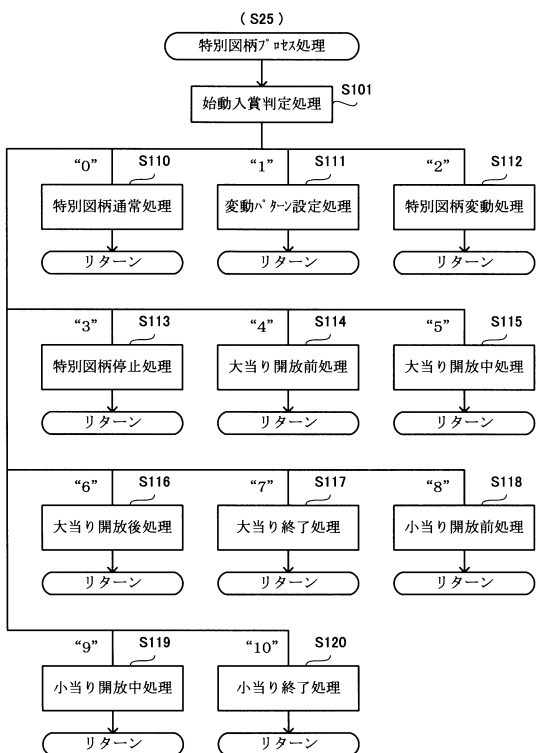 (S25)
特別図柄ﾌﾟﾛｾｽ処理
S101
始動入賞判定処理
“0” S110 “1” S111 “2” S112
特別図柄通常処理 変動ﾊﾟﾀｰﾝ設定処理 特別図柄変動処理
リターン リターン リターン
“3” S113 “4” S114 “5” S115
特別図柄停止処理 大当り開放前処理 大当り開放中処理
リターン リターン リターン
“6” S116 “7” S117 “8” S118
大当り開放後処理 大当り終了処理 小当り開放前処理
リターン リターン リターン
“9” S119 “10” S120
小当り開放中処理 小当り終了処理
リターン リターン